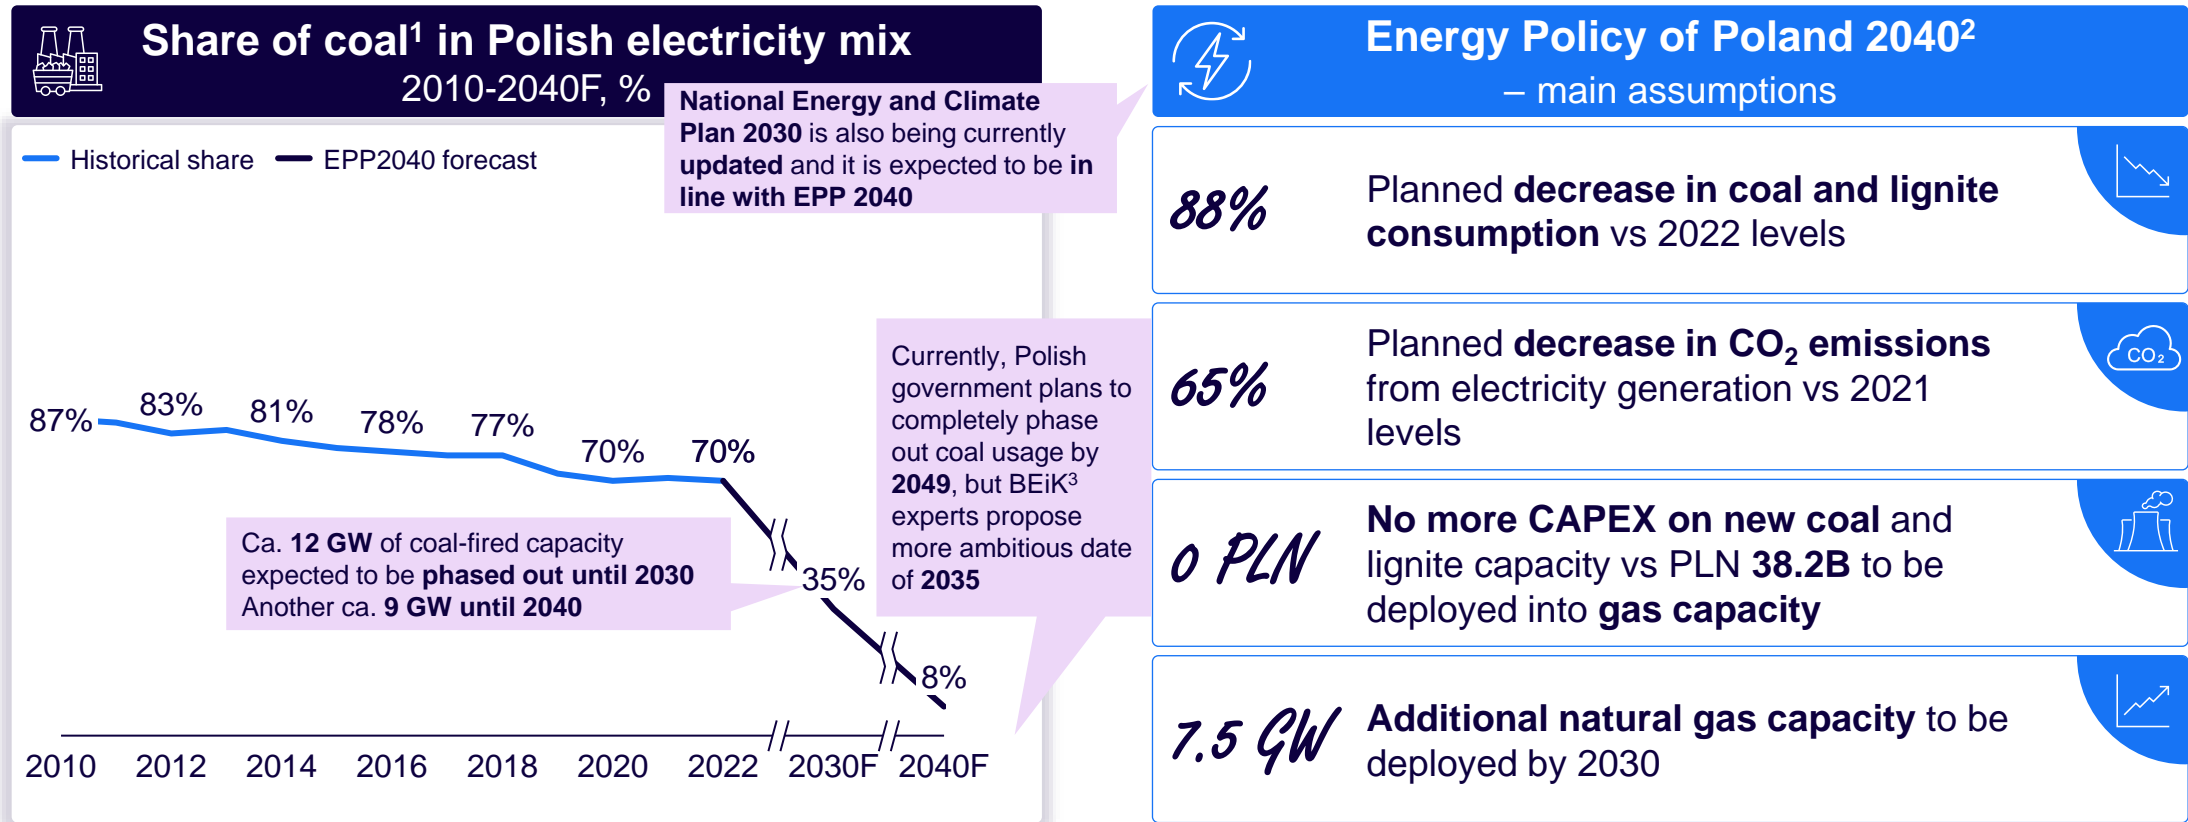 Share of coal¹ in Polish electricity mix
2010-2040F, %
Historical share
EPP2040 forecast
National Energy and Climate
Plan 2030 is also being currently
updated and it is expected to be in
line with EPP 2040
87%
83%
81%
78%
77%
70%
70%
35%
8%
Ca. 12 GW of coal-fired capacity
expected to be phased out until 2030
Another ca. 9 GW until 2040
Currently, Polish
government plans to
completely phase
out coal usage by
2049, but BEiK³
experts propose
more ambitious date
of 2035
2010
2012
2014
2016
2018
2020
2022
2030F
2040F
Energy Policy of Poland 2040²
– main assumptions
88%
Planned decrease in coal and lignite
consumption vs 2022 levels
65%
Planned decrease in CO₂ emissions
from electricity generation vs 2021
levels
CO₂
0 PLN
No more CAPEX on new coal and
lignite capacity vs PLN 38.2B to be
deployed into gas capacity
7.5 GW
Additional natural gas capacity to be
deployed by 2030